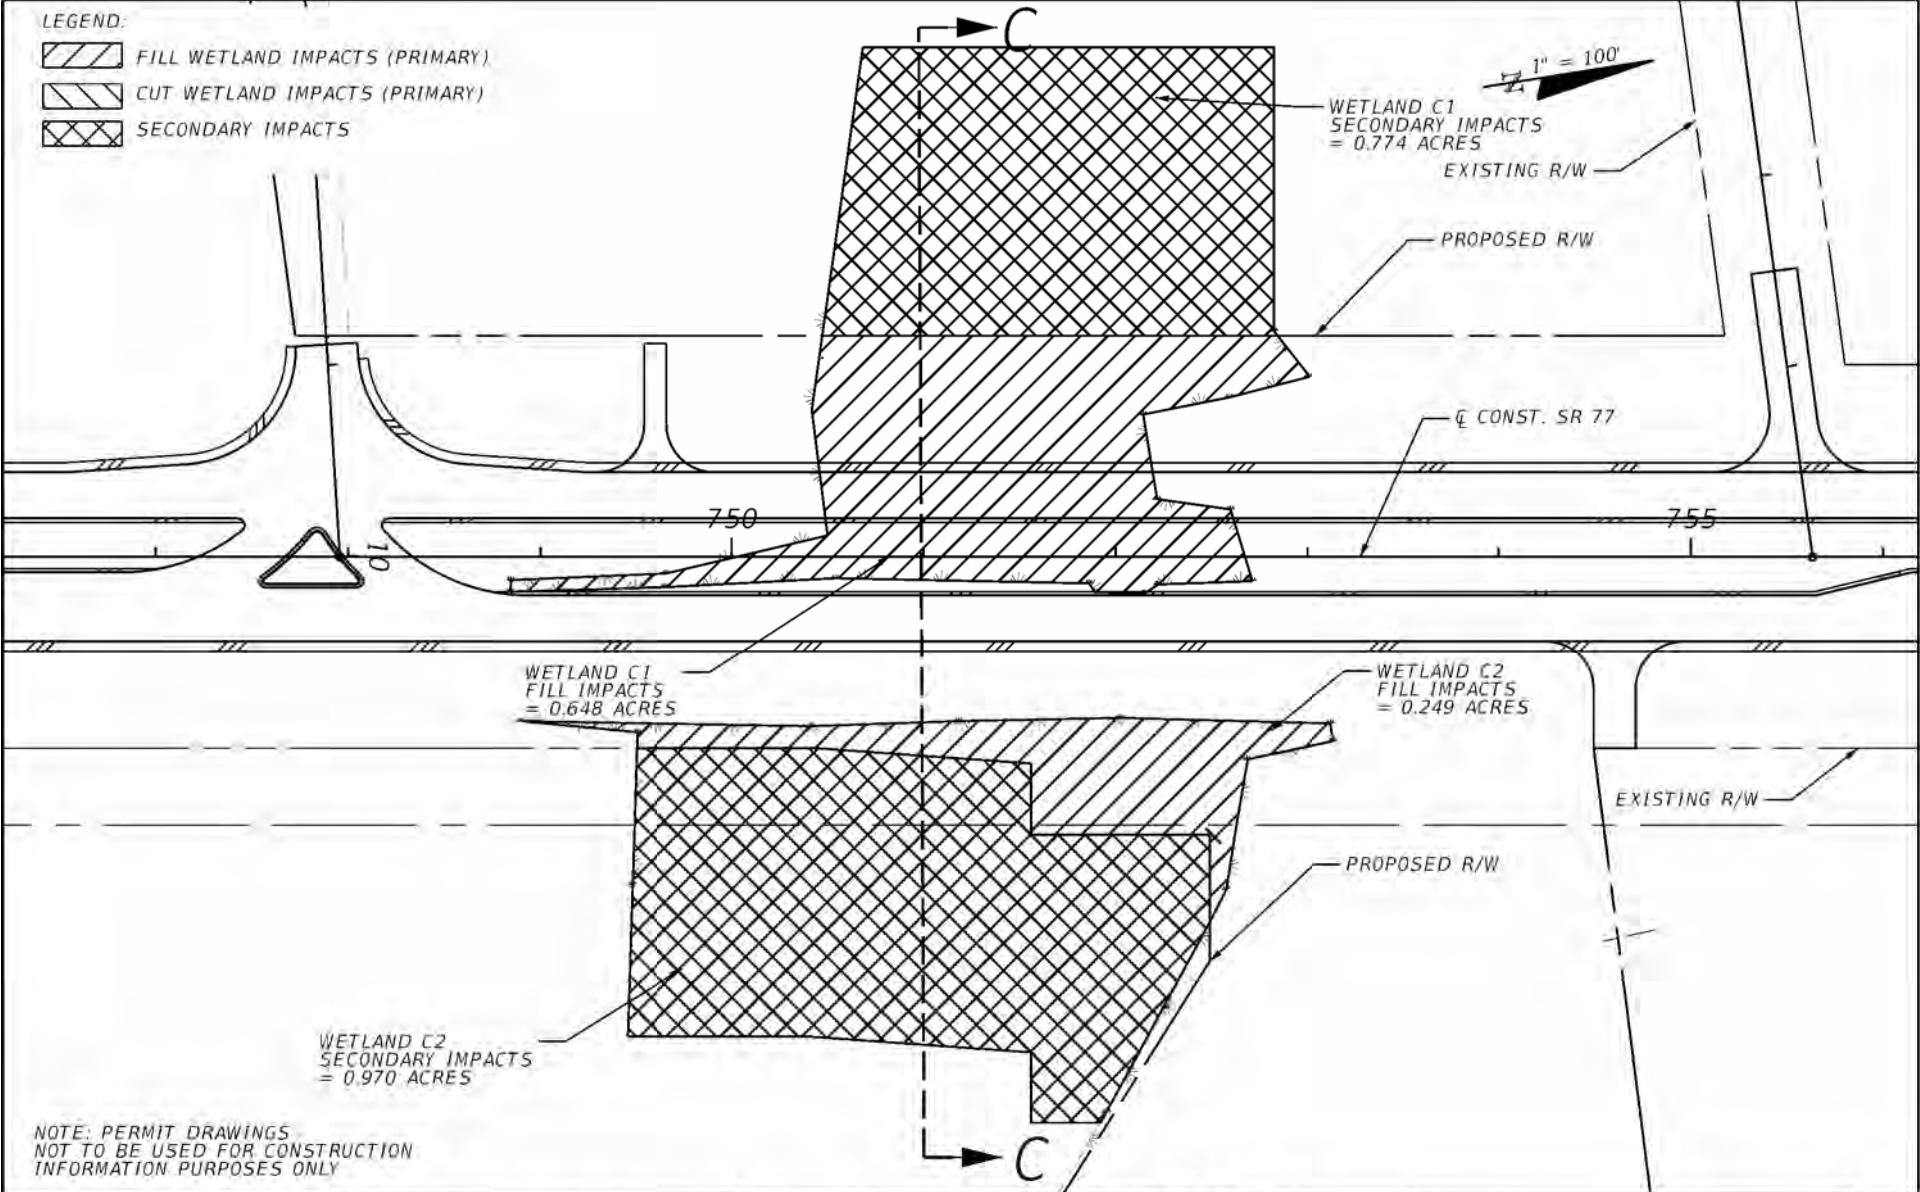 LEGEND:
FILL WETLAND IMPACTS (PRIMARY)
CUT WETLAND IMPACTS (PRIMARY)
SECONDARY IMPACTS
C
N
1" = 100'
WETLAND C1
SECONDARY IMPACTS
= 0.774 ACRES
EXISTING R/W
PROPOSED R/W
℄ CONST. SR 77
750
755
10
WETLAND C1
FILL IMPACTS
= 0.648 ACRES
WETLAND C2
FILL IMPACTS
= 0.249 ACRES
EXISTING R/W
PROPOSED R/W
WETLAND C2
SECONDARY IMPACTS
= 0.970 ACRES
C
NOTE: PERMIT DRAWINGS
NOT TO BE USED FOR CONSTRUCTION
INFORMATION PURPOSES ONLY